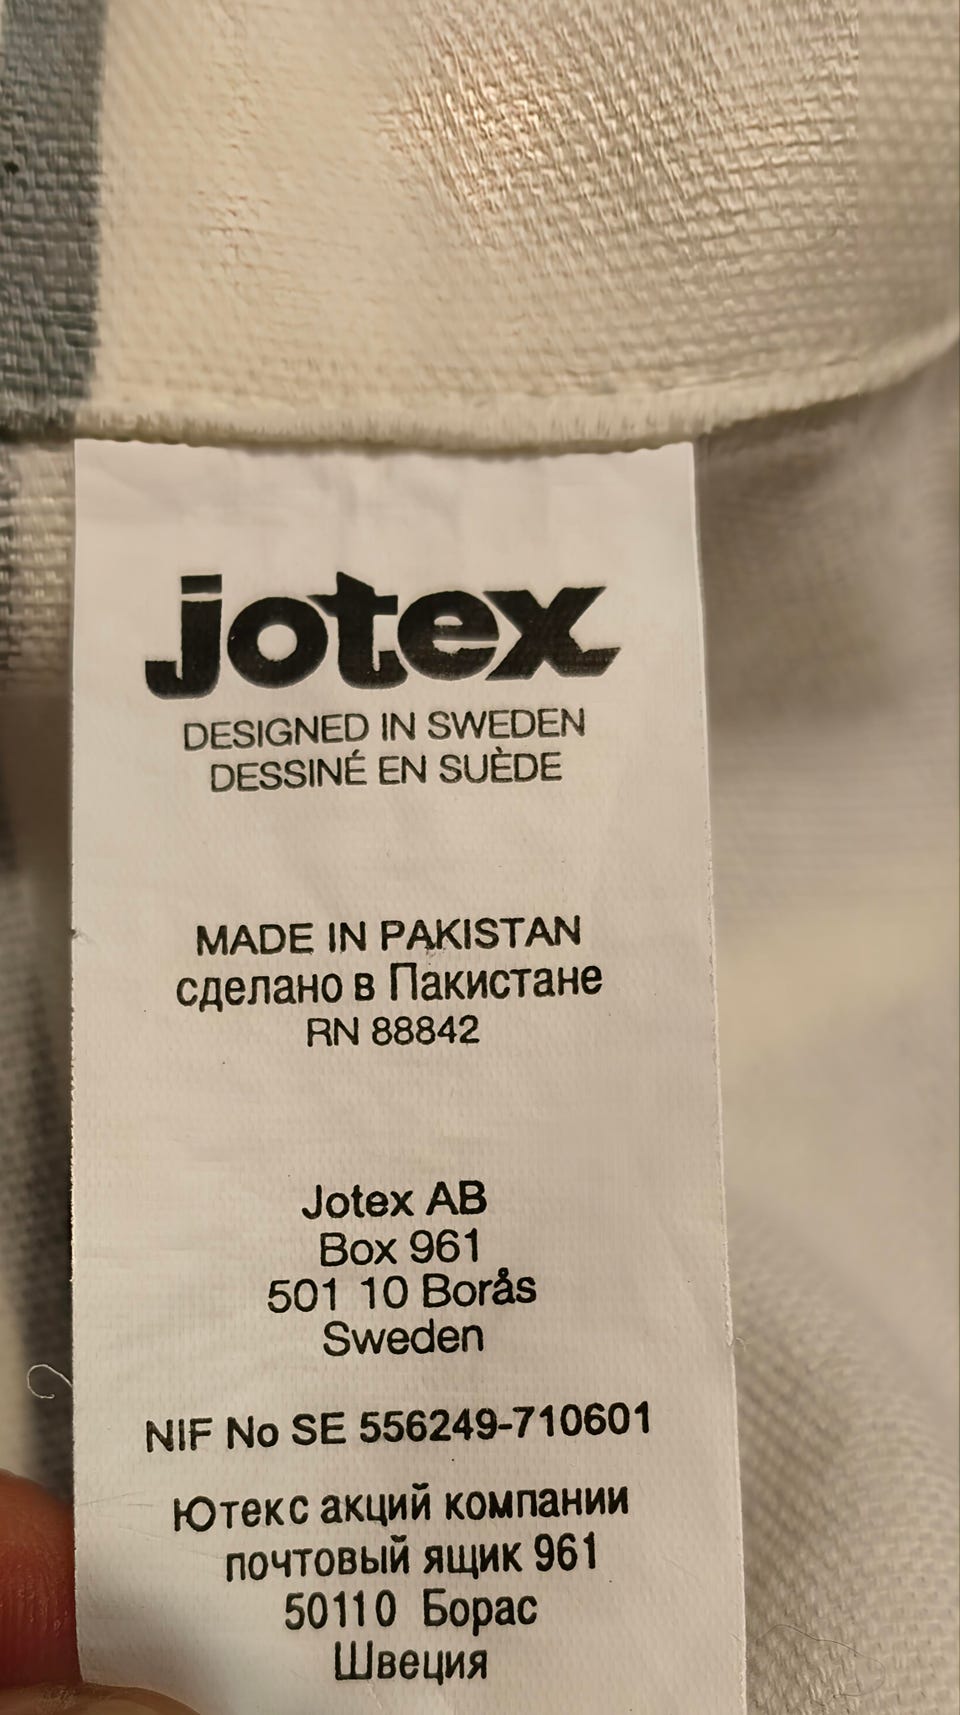 jotex
DESIGNED IN SWEDEN
DESSINÉ EN SUÈDE
MADE IN PAKISTAN
сделано в Пакистане
RN 88842
Jotex AB
Box 961
501 10 Borås
Sweden
NIF No SE 556249-710601
Ютекс акций компании
почтовый ящик 961
50110 Борас
Швеция